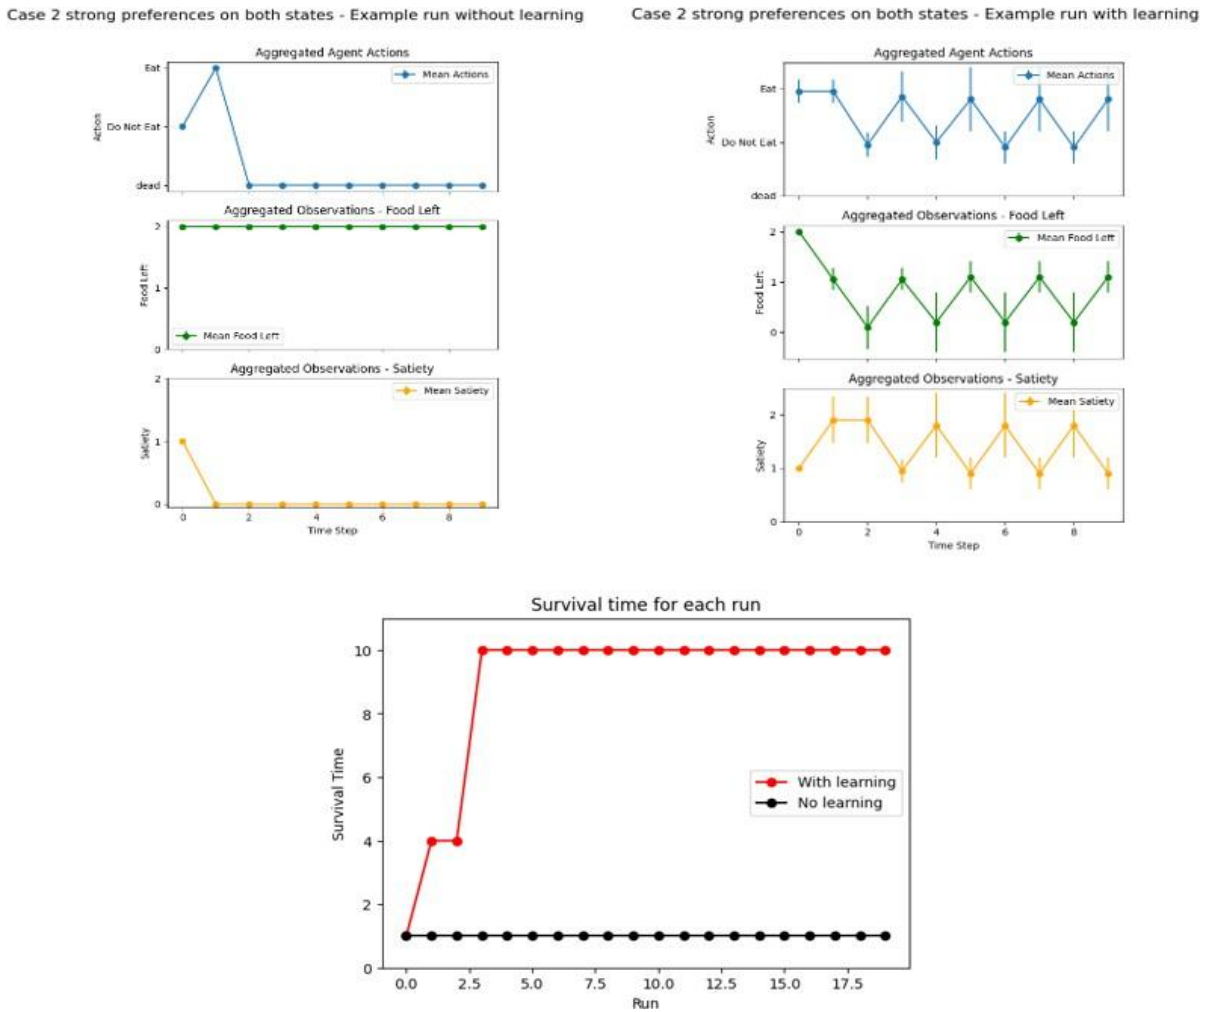 Case 2 strong preferences on both states - Example run without learning
Aggregated Agent Actions
Eat
Do Not Eat
dead
Action
Mean Actions
Aggregated Observations - Food Left
2
1
0
Food Left
Mean Food Left
Aggregated Observations - Satiety
2
1
0
Satiety
Mean Satiety
0 2 4 6 8
Time Step
Case 2 strong preferences on both states - Example run with learning
Aggregated Agent Actions
Eat
Do Not Eat
dead
Action
Mean Actions
Aggregated Observations - Food Left
2
1
0
Food Left
Mean Food Left
Aggregated Observations - Satiety
2
1
0
Satiety
Mean Satiety
0 2 4 6 8
Time Step
Survival time for each run
10
8
6
4
2
0
Survival Time
With learning
No learning
0.0 2.5 5.0 7.5 10.0 12.5 15.0 17.5
Run